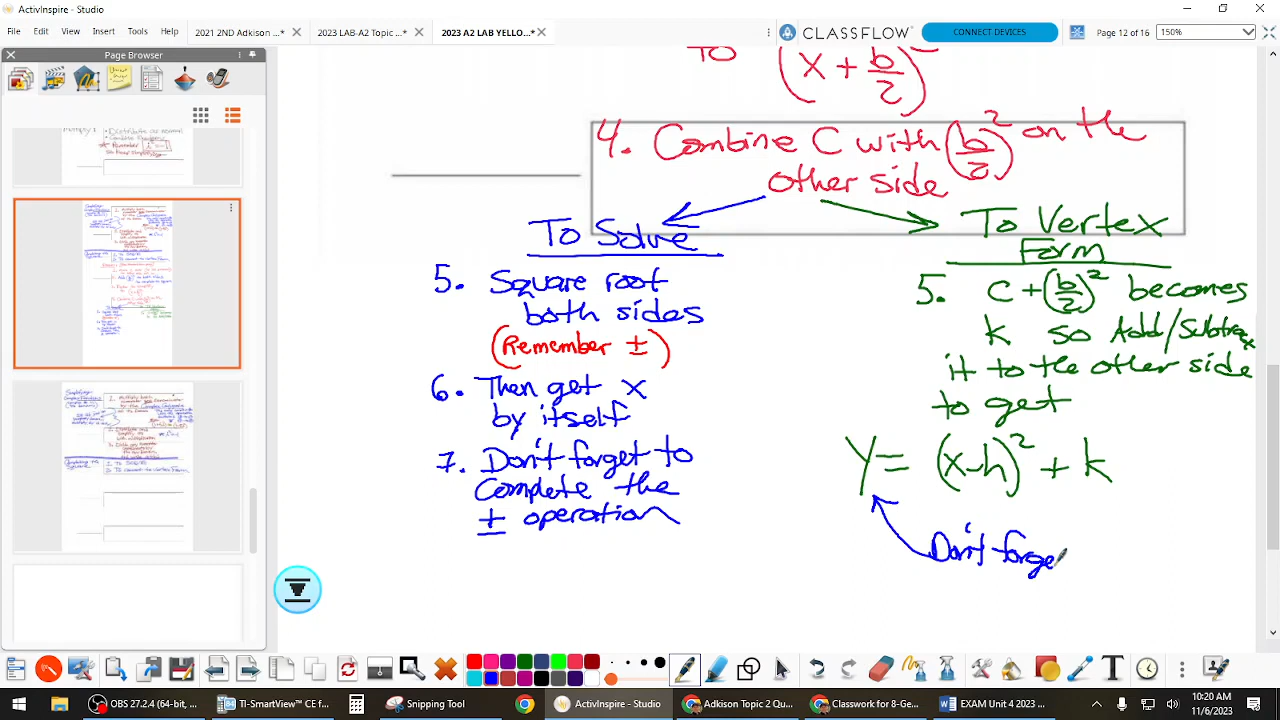 ActivInspire - Studio
File Edit View Insert Tools Help
2021 2ND Adkison S...*
2023 LAB Topic ...*
2023 A2 LAB YELLO...*
CLASSFLOW
CONNECT DEVICES
Page 12 of 16
150%
Page Browser
To (x + b/2)²
4. Combine C with (b/2)² on the
other side
To Solve
5. Square root
both sides
(Remember ±)
6. Then get x
by itself
7. Don't forget to
Complete the
± operation
To Vertex
Form
5. C + (b/2)² becomes
k so Add/Subtract
it to the other side
to get
Y = (x-h)² + k
Don't forge
OBS 27.2.4 (64-bit, ...
TI-SmartView™ CE f...
Snipping Tool
ActivInspire - Studio
Adkison Topic 2 Qu...
Classwork for 8-Ge...
EXAM Unit 4 2023 ...
10:20 AM
11/6/2023